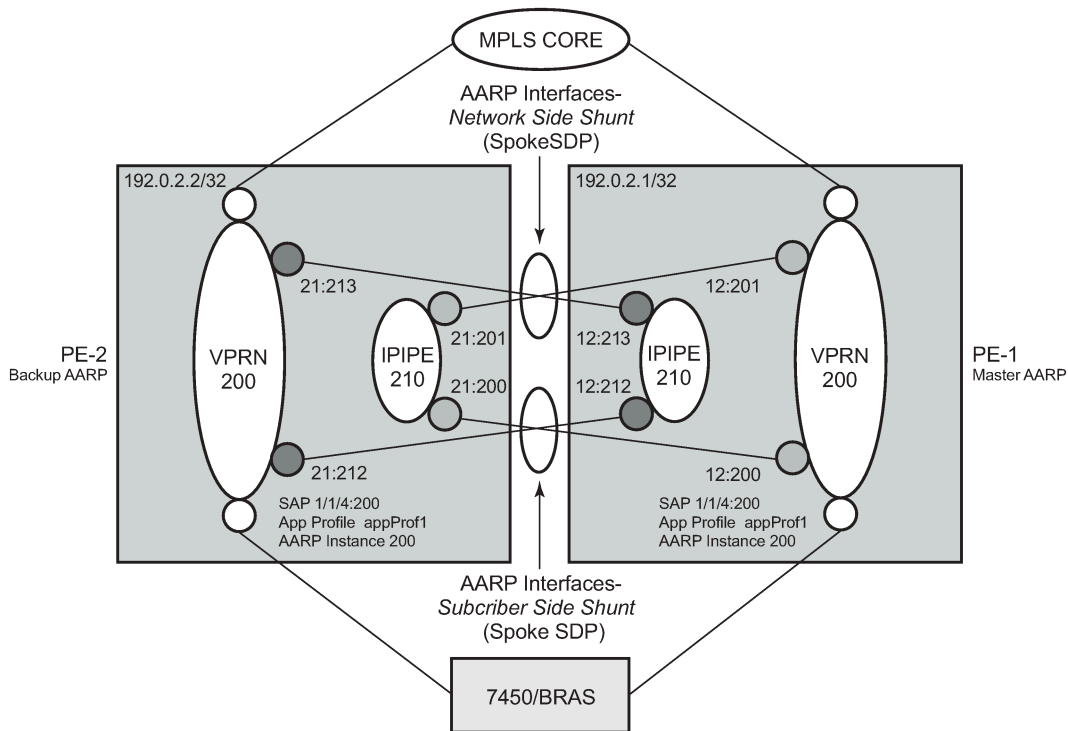 MPLS CORE
AARP Interfaces-
Network Side Shunt
(SpokeSDP)
192.0.2.2/32
192.0.2.1/32
21:213
12:201
21:201
12:213
PE-2
Backup AARP
VPRN
200
IPIPE
210
IPIPE
210
VPRN
200
PE-1
Master AARP
21:200
12:212
21:212
12:200
SAP 1/1/4:200
App Profile appProf1
AARP Instance 200
SAP 1/1/4:200
App Profile appProf1
AARP Instance 200
AARP Interfaces-
Subcriber Side Shunt
(Spoke SDP)
7450/BRAS